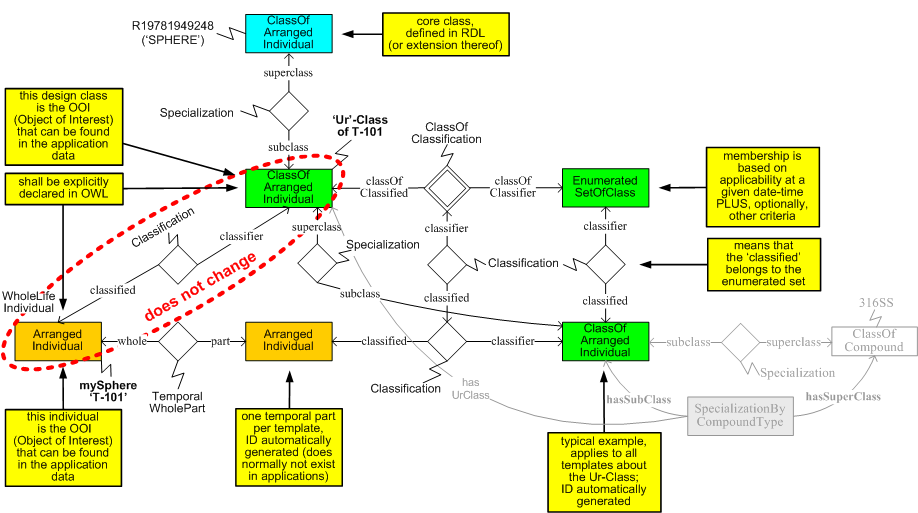 R19781949248
('SPHERE')
ClassOf
Arranged
Individual
core class,
defined in RDL
(or extension thereof)
superclass
Specialization
subclass
this design class
is the OOI
(Object of Interest)
that can be found
in the application
data
'Ur'-Class
of T-101
ClassOf
Classification
shall be explicitly
declared in OWL
ClassOf
Arranged
Individual
classOf
Classified
classOf
Classifier
Enumerated
SetOfClass
membership is
based on
applicability at a
given date-time
PLUS, optionally,
other criteria
Classification
classifier
classified
does not change
superclass
Specialization
subclass
classifier
Classification
classified
classifier
classified
means that
the 'classified'
belongs to the
enumerated set
WholeLife
Individual
Arranged
Individual
whole
part
Temporal
WholePart
mySphere
'T-101'
Arranged
Individual
classified
classifier
Classification
ClassOf
Arranged
Individual
subclass
superclass
Specialization
316SS
ClassOf
Compound
has
UrClass
hasSubClass
hasSuperClass
SpecializationBy
CompoundType
this individual
is the OOI
(Object of Interest)
that can be found
in the application
data
one temporal part
per template,
ID automatically
generated (does
normally not exist
in applications)
typical example,
applies to all
templates about
the Ur-Class;
ID automatically
generated